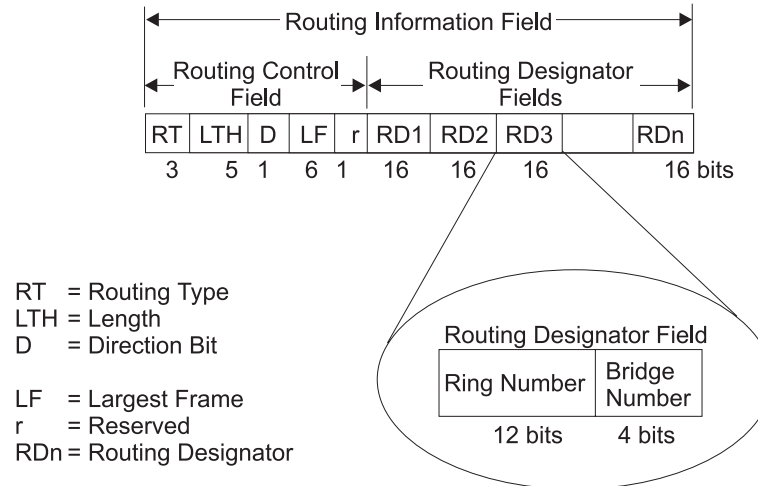 Routing Information Field
Routing Control Field
Routing Designator Fields
RT LTH D LF r RD1 RD2 RD3 RDn
3 5 1 6 1 16 16 16 16 bits
RT = Routing Type
LTH = Length
D = Direction Bit
LF = Largest Frame
r = Reserved
RDn = Routing Designator
Routing Designator Field
Ring Number
Bridge Number
12 bits 4 bits